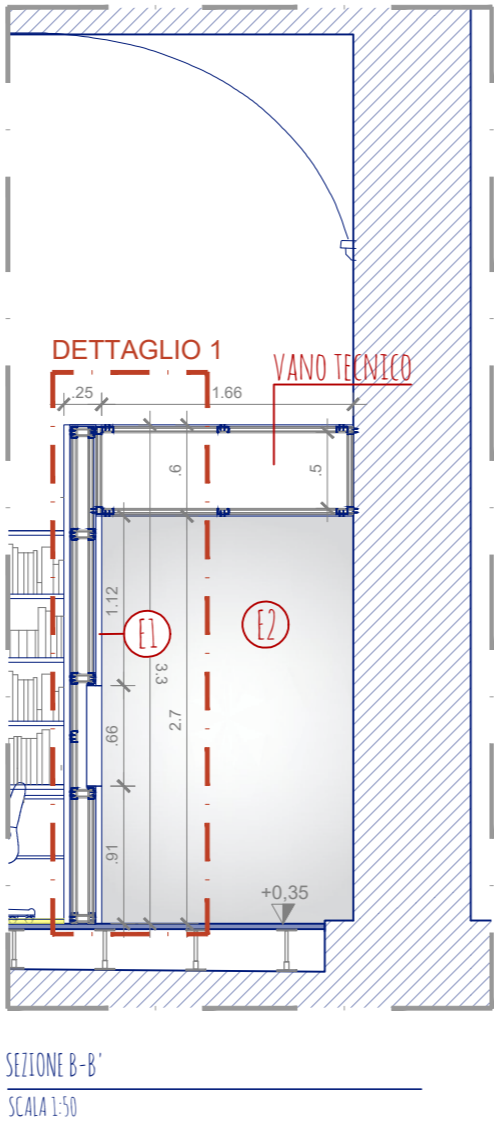 DETTAGLIO 1
VANO TECNICO
.25
1.66
.6
.5
1.12
E1
E2
3.3
2.7
.66
.91
+0,35
SEZIONE B-B'
SCALA 1:50